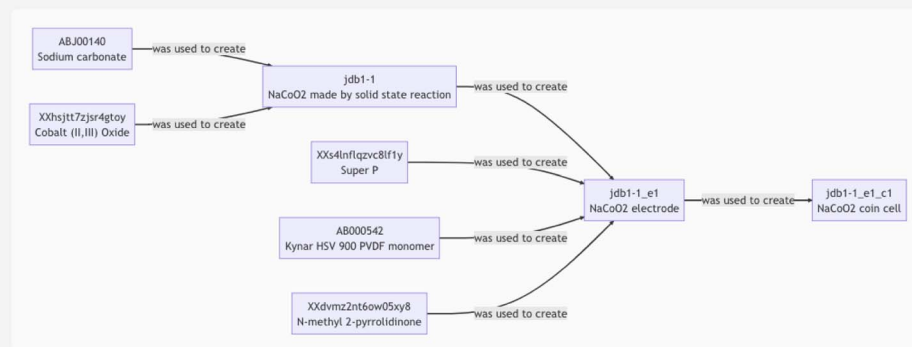 ABJ00140
Sodium carbonate
was used to create
XXhsjtt7zjsr4gtoy
Cobalt (II,III) Oxide
was used to create
jdb1-1
NaCoO2 made by solid state reaction
was used to create
XXs4lnflqzvc8lf1y
Super P
was used to create
AB000542
Kynar HSV 900 PVDF monomer
was used to create
XXdvmz2nt6ow05xy8
N-methyl 2-pyrrolidinone
was used to create
jdb1-1_e1
NaCoO2 electrode
was used to create
jdb1-1_e1_c1
NaCoO2 coin cell